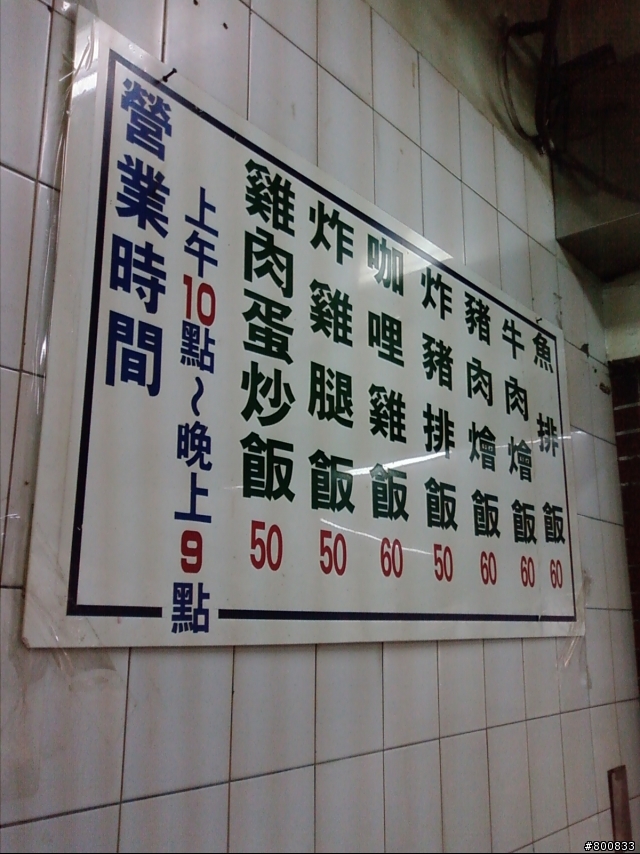 魚排飯 60
牛肉燴飯 60
豬肉燴飯 60
炸豬排飯 50
咖哩雞飯 60
炸雞腿飯 50
雞肉蛋炒飯 50
上午10點~晚上9點
營業時間
#800833